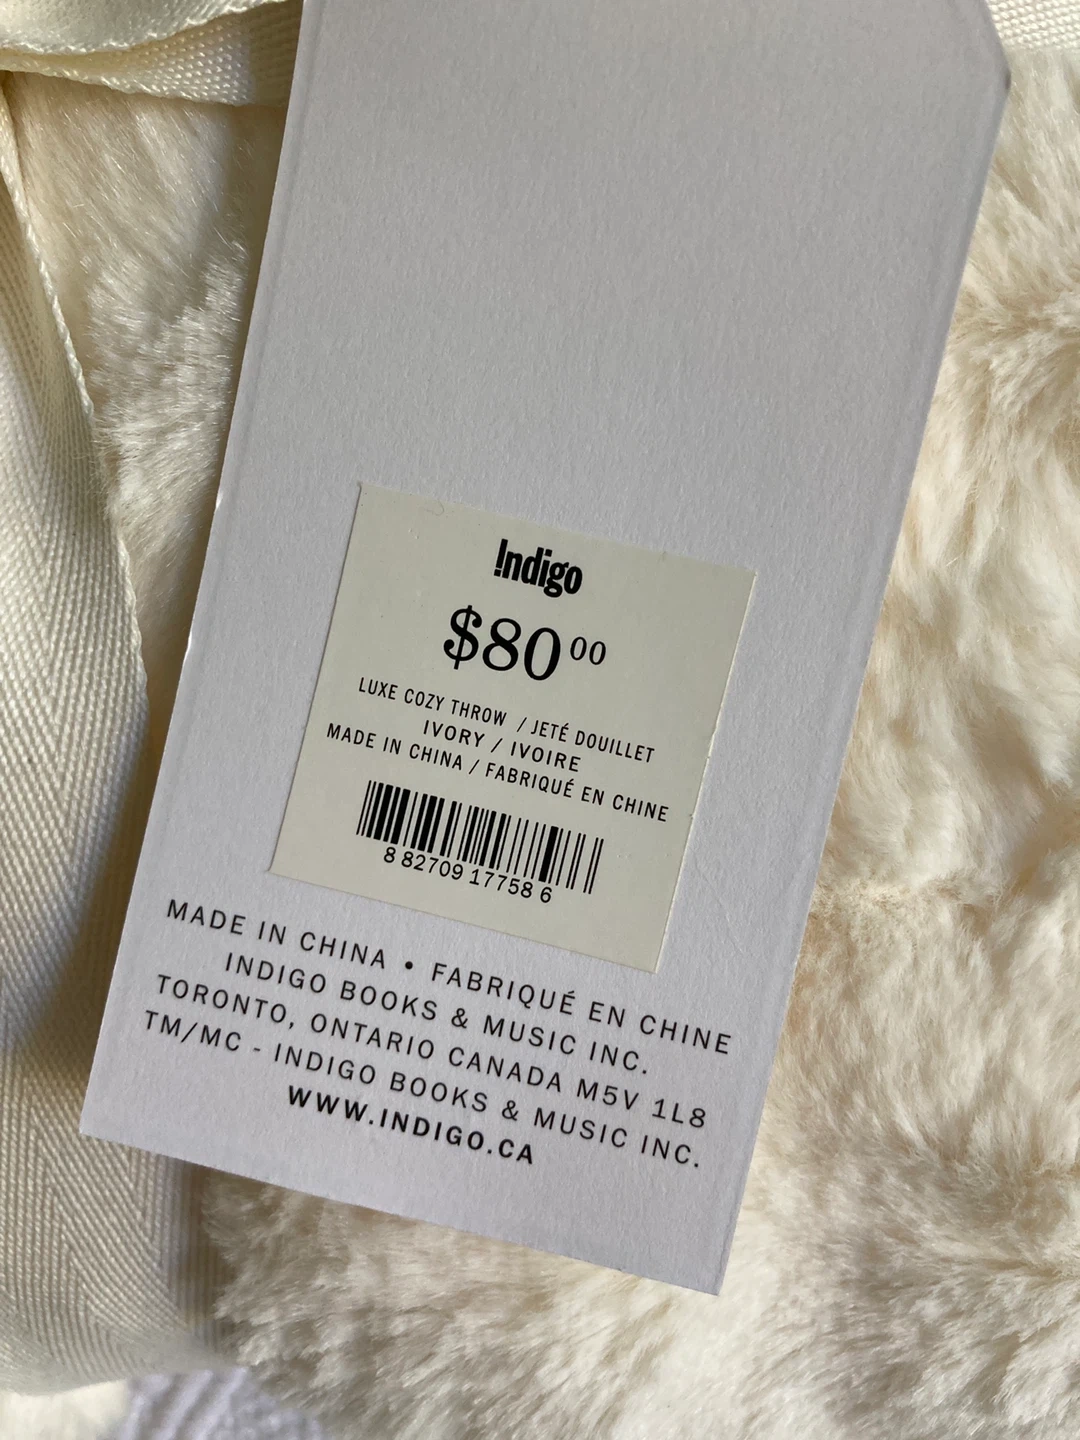 Indigo
$80 00
LUXE COZY THROW / JETÉ DOUILLET
IVORY / IVOIRE
MADE IN CHINA / FABRIQUÉ EN CHINE
8 82709 17758 6
MADE IN CHINA • FABRIQUÉ EN CHINE
INDIGO BOOKS & MUSIC INC.
TORONTO, ONTARIO CANADA M5V 1L8
TM/MC - INDIGO BOOKS & MUSIC INC.
WWW.INDIGO.CA